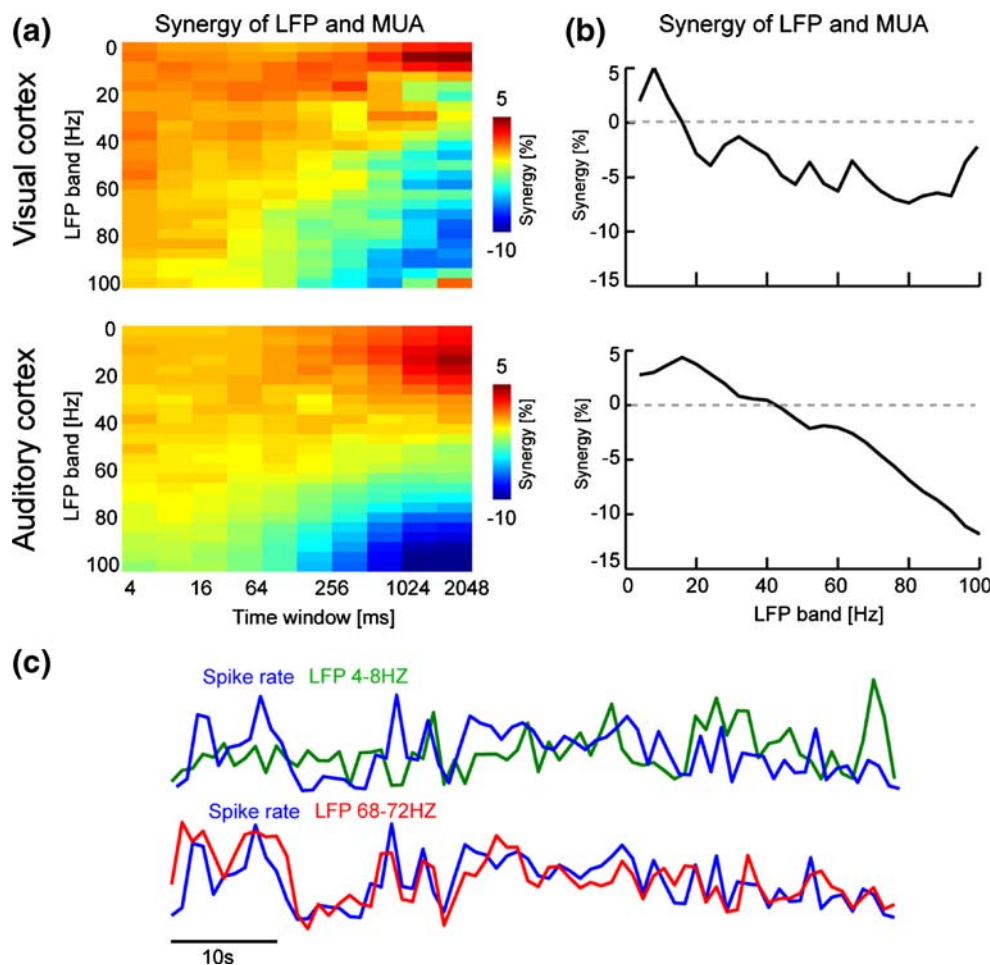 (a)
Synergy of LFP and MUA
Visual cortex
LFP band [Hz]
0
20
40
60
80
100
5
Synergy [%]
-10
Auditory cortex
LFP band [Hz]
0
20
40
60
80
100
5
Synergy [%]
-10
4 16 64 256 1024 2048
Time window [ms]
(b)
Synergy of LFP and MUA
Synergy [%]
5
0
-5
-10
-15
Synergy [%]
5
0
-5
-10
-15
0 20 40 60 80 100
LFP band [Hz]
(c)
Spike rate LFP 4-8HZ
Spike rate LFP 68-72HZ
10s